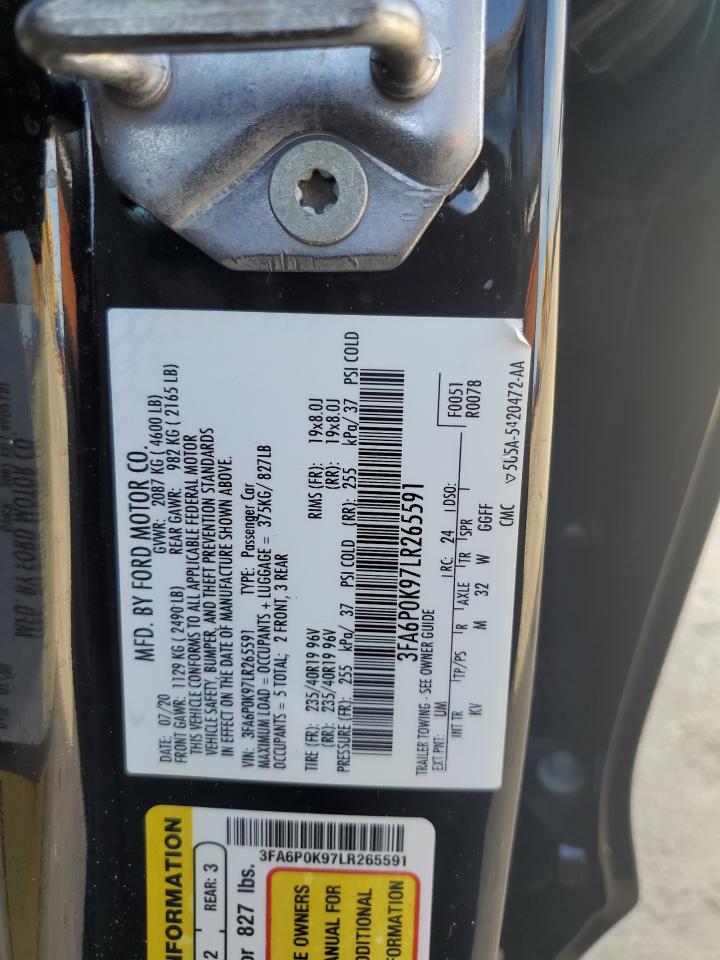 MFD. BY FORD MOTOR CO.
DATE: 07/20 GVWR: 2087 KG ( 4600 LB)
FRONT GAWR: 1129 KG ( 2490 LB) REAR GAWR: 982 KG ( 2165 LB)
THIS VEHICLE CONFORMS TO ALL APPLICABLE FEDERAL MOTOR
VEHICLE SAFETY, BUMPER, AND THEFT PREVENTION STANDARDS
IN EFFECT ON THE DATE OF MANUFACTURE SHOWN ABOVE.
VIN: 3FA6P0K97LR265591 TYPE: Passenger Car
MAXIMUM LOAD = OCCUPANTS + LUGGAGE = 375KG / 827LB
OCCUPANTS = 5 TOTAL; 2 FRONT, 3 REAR
TIRE (FR): 235/40R19 96V RIMS (FR): 19x8.0J
(RR): 235/40R19 96V (RR): 19x8.0J
PRESSURE (FR): 255 kPa/ 37 PSI COLD (RR): 255 kPa/ 37 PSI COLD
3FA6P0K97LR265591
TRAILER TOWING - SEE OWNER GUIDE F0051
EXT PNT: UM RC: 24 DSO: R0078
INT TR TP/PS R AXLE TR SPR
KV M 32 W GGFF
CMC ▽5U5A-5420472-AA
3FA6P0K97LR265591
INFORMATION
2 REAR: 3
or 827 lbs.
E OWNERS
ANUAL FOR
DDITIONAL
FORMATION